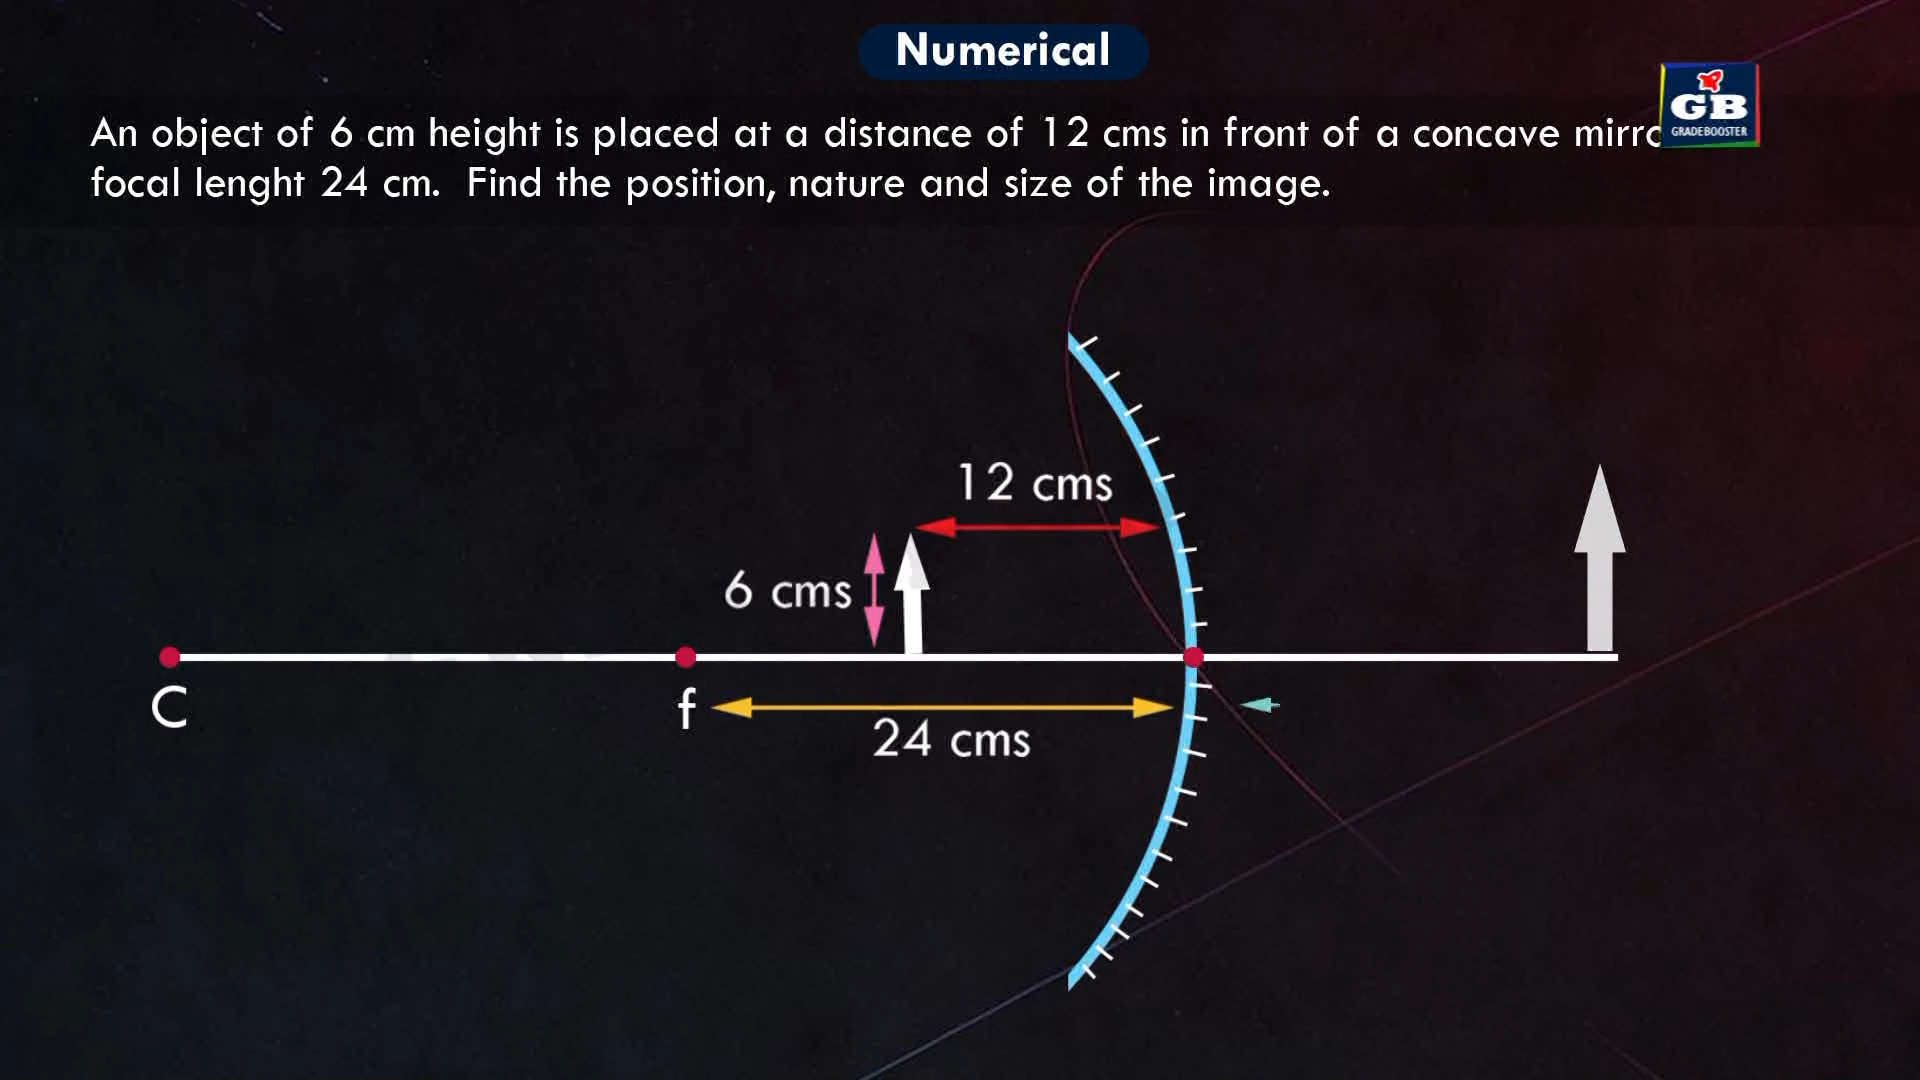 Numerical
GB
GRADEBOOSTER
An object of 6 cm height is placed at a distance of 12 cms in front of a concave
focal lenght 24 cm. Find the position, nature and size of the image.
12 cms
6 cms
C
f
24 cms